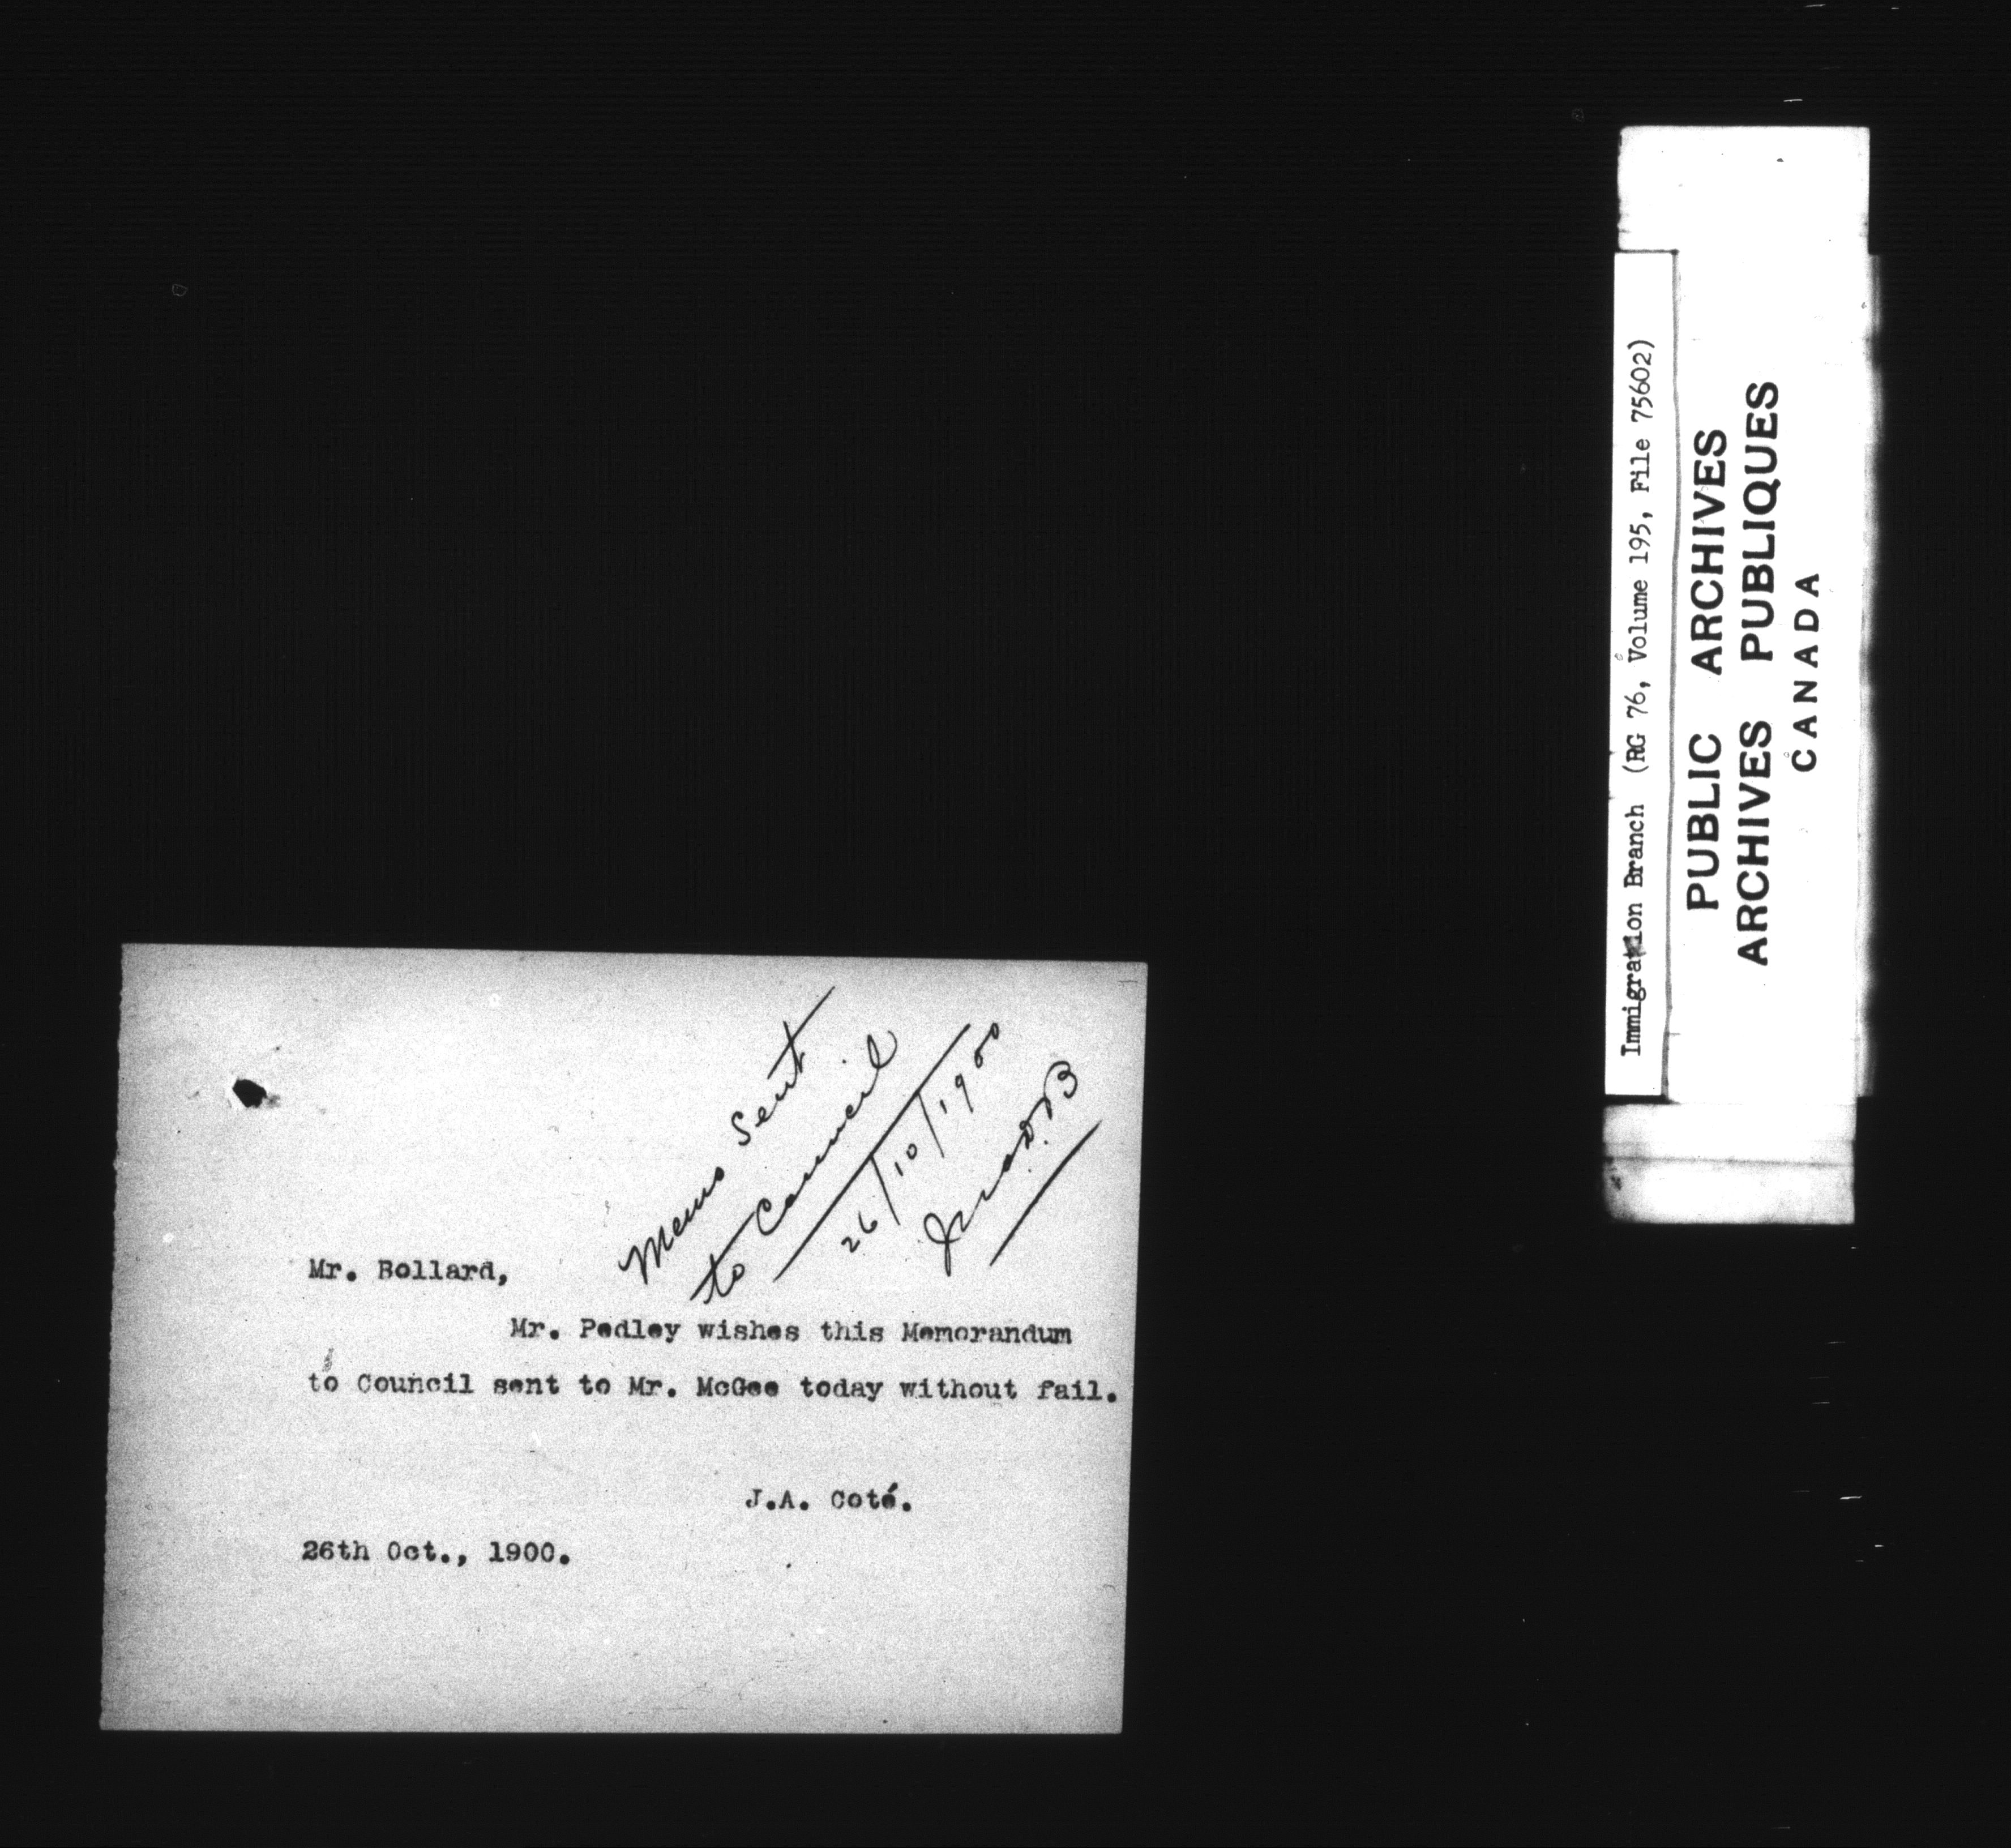 Memo Sent
to Council
26/10/1900
Mr. Bollard,
Mr. Pedley wishes this Memorandum
to Council sent to Mr. McGee today without fail.
J.A. Coté.
26th Oct., 1900.
Immigration Branch (RG 76, Volume 195, File 75602)
PUBLIC ARCHIVES
ARCHIVES PUBLIQUES
CANADA